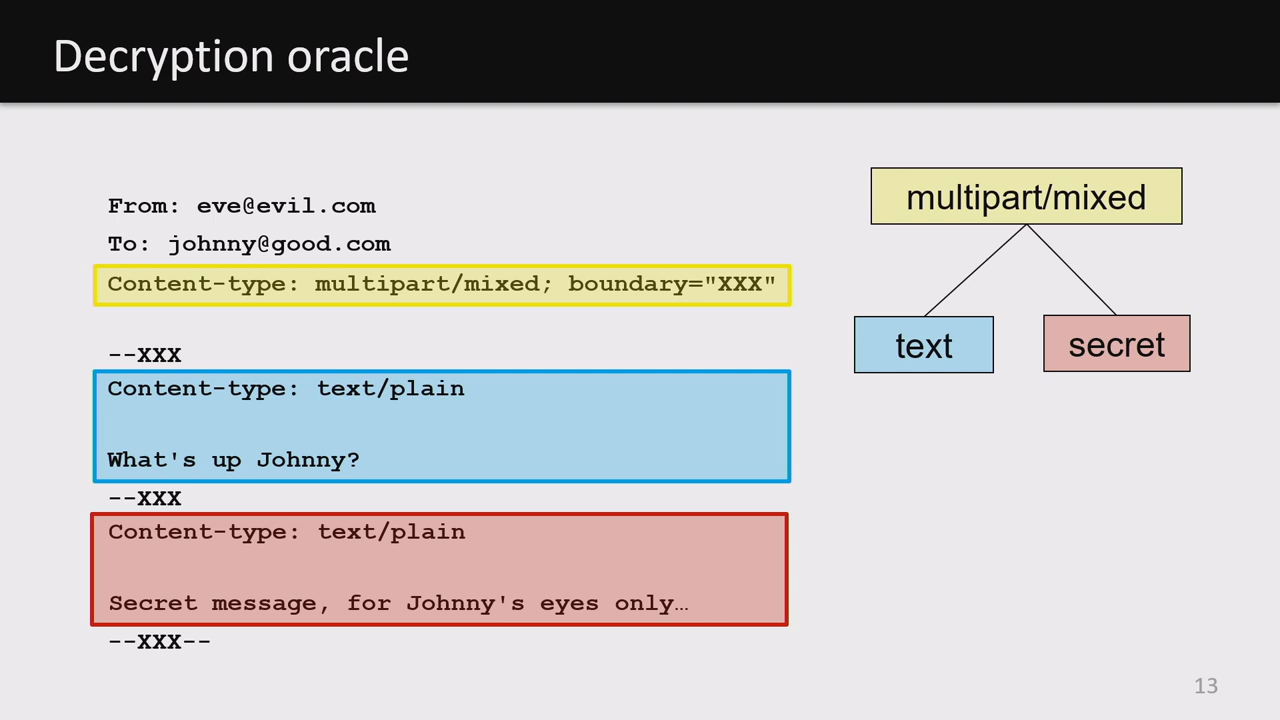 Decryption oracle
From: eve@evil.com
To: johnny@good.com
Content-type: multipart/mixed; boundary="XXX"
--XXX
Content-type: text/plain
What's up Johnny?
--XXX
Content-type: text/plain
Secret message, for Johnny's eyes only…
--XXX--
multipart/mixed
text
secret
13